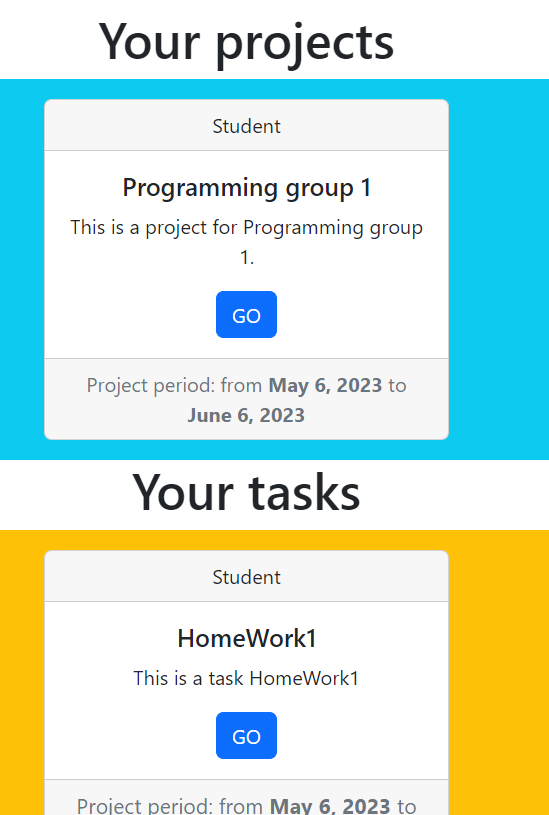 Your projects
Student
Programming group 1
This is a project for Programming group
1.
GO
Project period: from May 6, 2023 to
June 6, 2023
Your tasks
Student
HomeWork1
This is a task HomeWork1
GO
Project period: from May 6, 2023 to